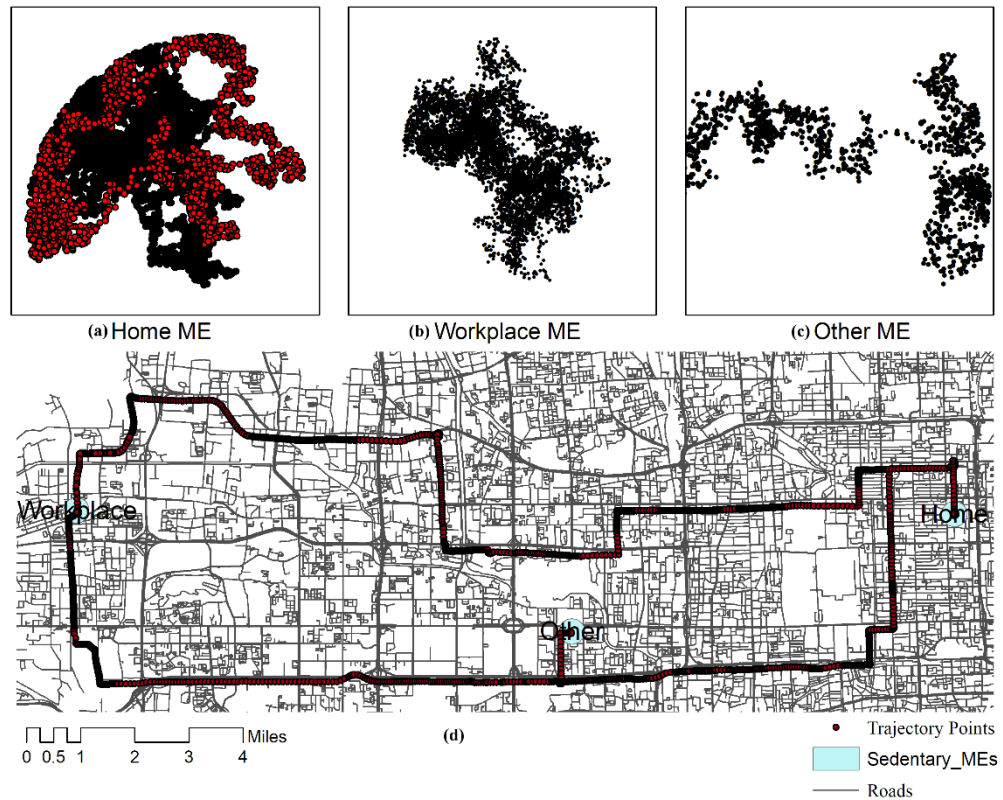 (a) Home ME
(b) Workplace ME
(c) Other ME
Workplace
Home
Other
Miles
0 0.5 1 2 3 4
(d)
Trajectory Points
Sedentary_MEs
Roads